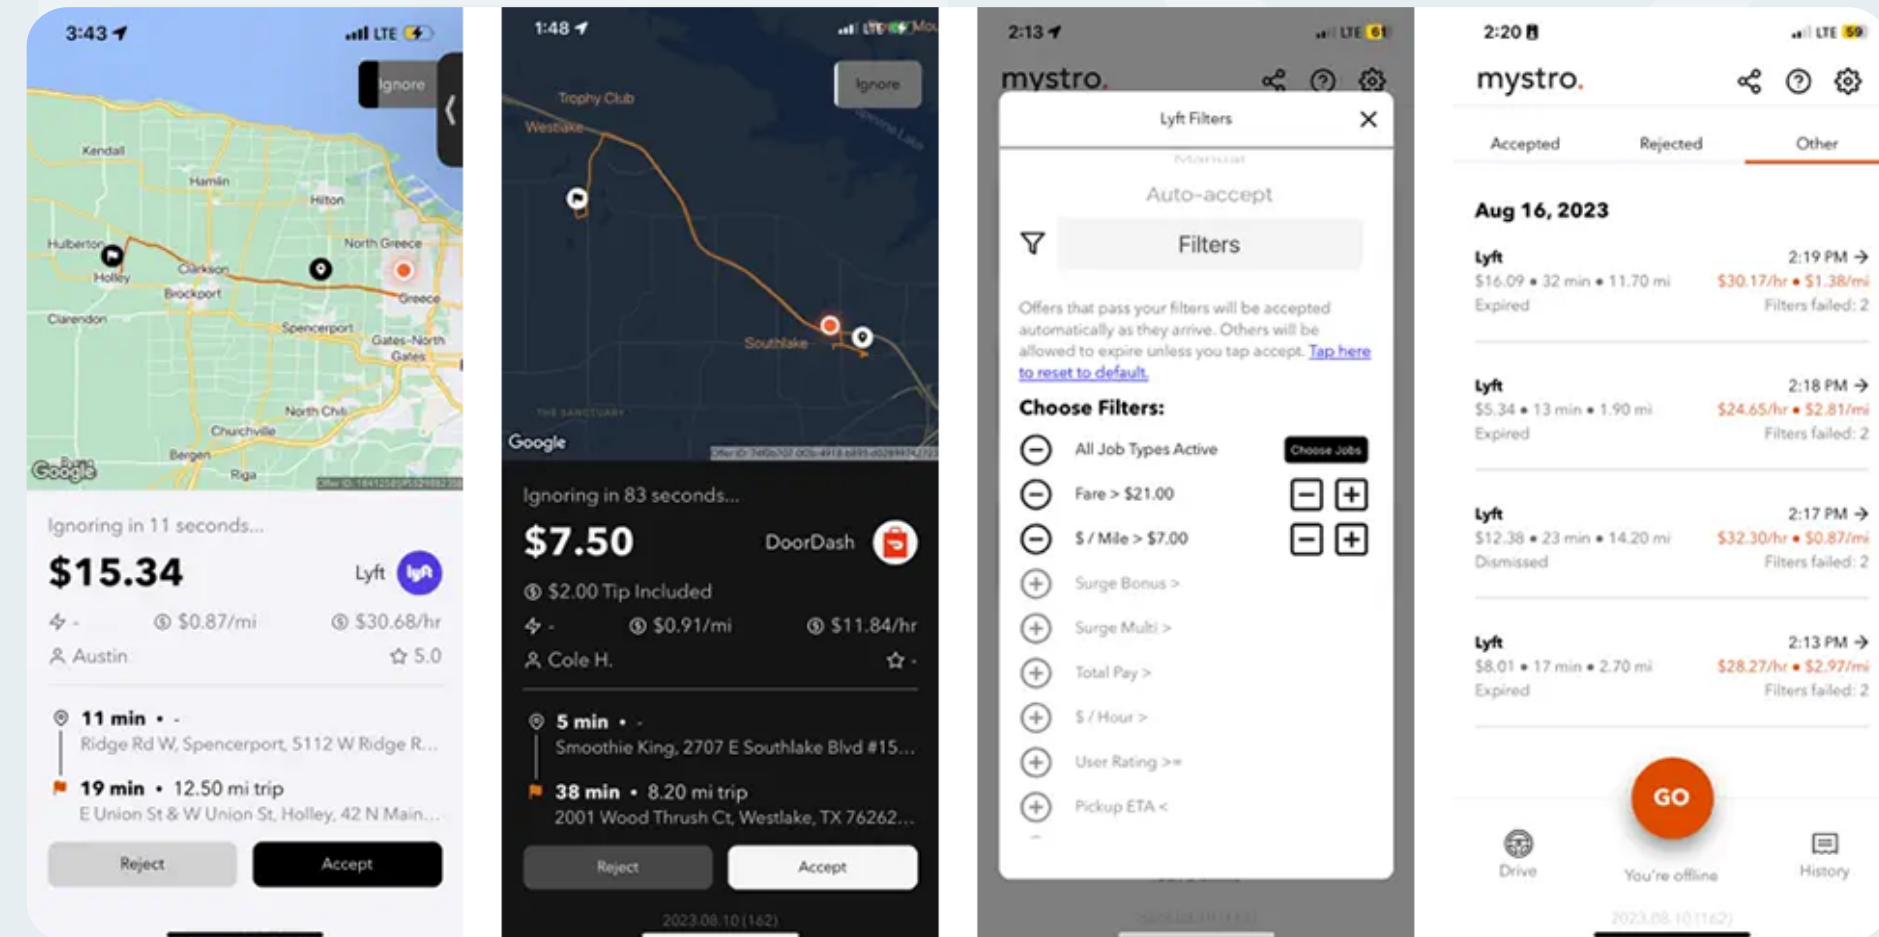 3:43
LTE
Ignore
Kendall
Hamlin
Hilton
Hulberton
North Greece
Holley
Clarkson
Brockport
Greece
Clarendon
Spencerport
Gates-North
Gates
North Chili
Churchville
Bergen
Riga
Google
Ignoring in 11 seconds...
$15.34
Lyft
lyft
-
$0.87/mi
$30.68/hr
Austin
5.0
11 min • -
Ridge Rd W, Spencerport, 5112 W Ridge R...
19 min • 12.50 mi trip
E Union St & W Union St, Holley, 42 N Main...
Reject
Accept
1:48
LTE
Ignore
Trophy Club
Westlake
Southlake
THE SANCTUARY
Google
Ignoring in 83 seconds...
$7.50
DoorDash
$2.00 Tip Included
-
$0.91/mi
$11.84/hr
Cole H.
-
5 min • -
Smoothie King, 2707 E Southlake Blvd #15...
38 min • 8.20 mi trip
2001 Wood Thrush Ct, Westlake, TX 76262...
Reject
Accept
2023.08.10 (162)
2:13
LTE 61
mystro.
Lyft Filters
Manual
Auto-accept
Filters
Offers that pass your filters will be accepted
automatically as they arrive. Others will be
allowed to expire unless you tap accept. Tap here
to reset to default.
Choose Filters:
All Job Types Active
Choose Jobs
Fare > $21.00
$ / Mile > $7.00
Surge Bonus >
Surge Multi >
Total Pay >
$ / Hour >
User Rating >=
Pickup ETA <
2:20
LTE 59
mystro.
Accepted
Rejected
Other
Aug 16, 2023
Lyft
2:19 PM →
$16.09 • 32 min • 11.70 mi
$30.17/hr • $1.38/mi
Expired
Filters failed: 2
Lyft
2:18 PM →
$5.34 • 13 min • 1.90 mi
$24.65/hr • $2.81/mi
Expired
Filters failed: 2
Lyft
2:17 PM →
$12.38 • 23 min • 14.20 mi
$32.30/hr • $0.87/mi
Dismissed
Filters failed: 2
Lyft
2:13 PM →
$8.01 • 17 min • 2.70 mi
$28.27/hr • $2.97/mi
Expired
Filters failed: 2
GO
Drive
You're offline
History
2023.08.10 (162)